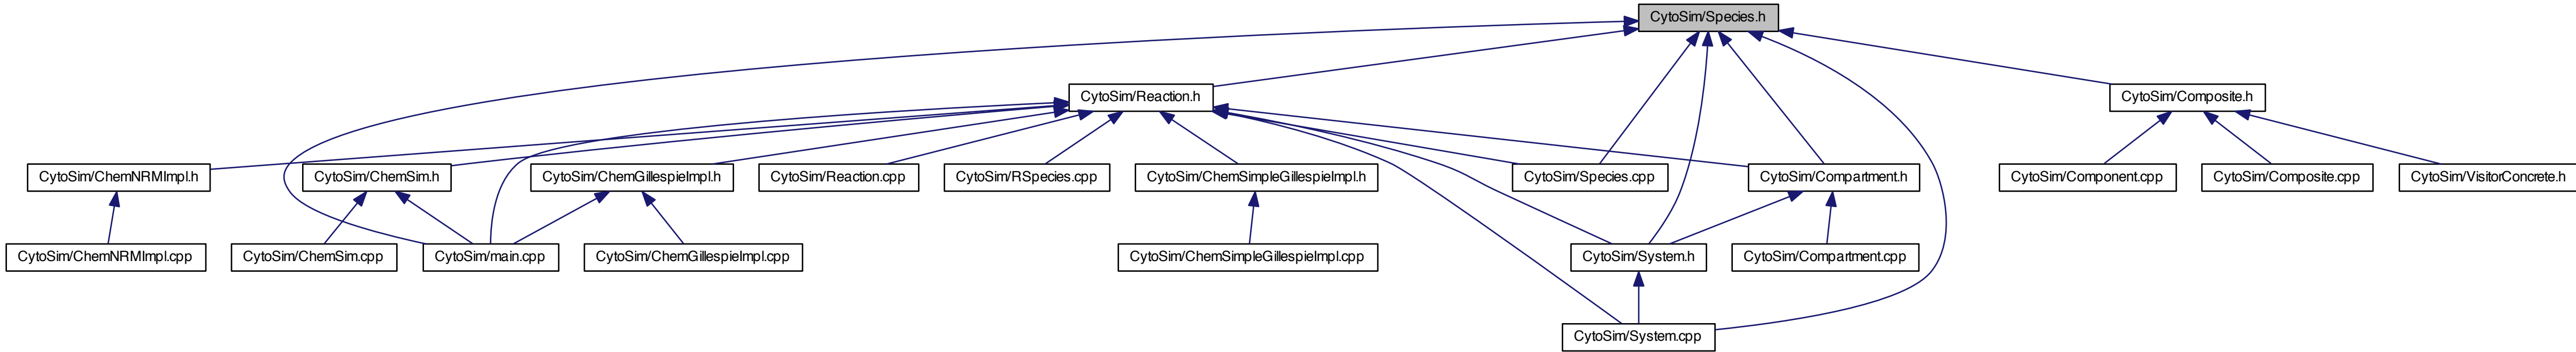 CytoSim/Species.h
CytoSim/Reaction.h
CytoSim/Composite.h
CytoSim/ChemNRMImpl.h
CytoSim/ChemSim.h
CytoSim/ChemGillespieImpl.h
CytoSim/Reaction.cpp
CytoSim/RSpecies.cpp
CytoSim/ChemSimpleGillespieImpl.h
CytoSim/Species.cpp
CytoSim/Compartment.h
CytoSim/Component.cpp
CytoSim/Composite.cpp
CytoSim/VisitorConcrete.h
CytoSim/ChemNRMImpl.cpp
CytoSim/ChemSim.cpp
CytoSim/main.cpp
CytoSim/ChemGillespieImpl.cpp
CytoSim/ChemSimpleGillespieImpl.cpp
CytoSim/System.h
CytoSim/Compartment.cpp
CytoSim/System.cpp